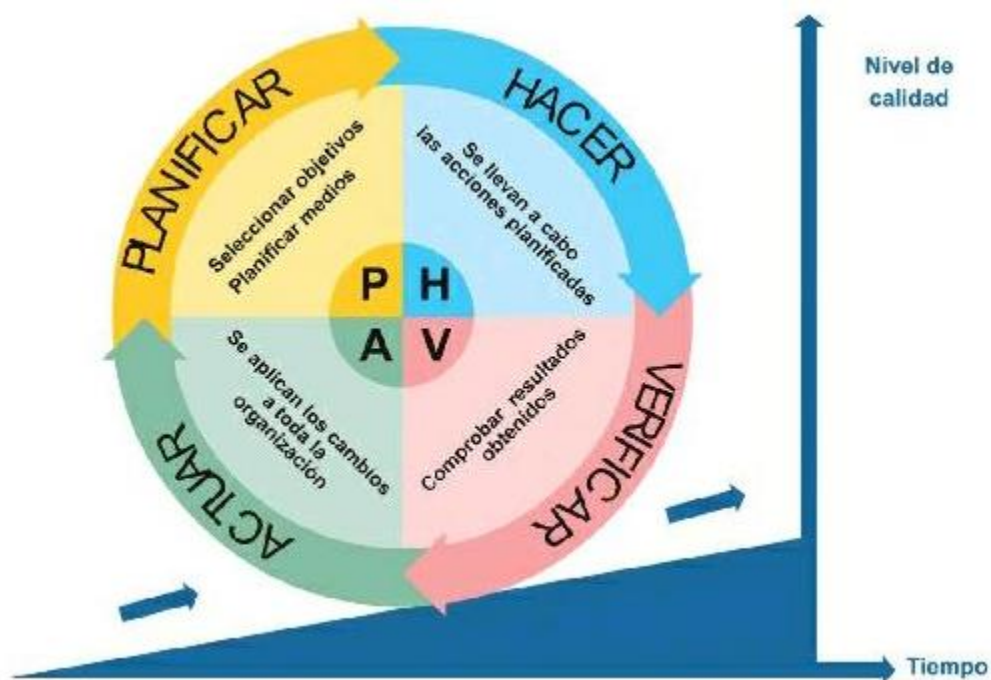 PLANIFICAR
Seleccionar objetivos
Planificar medios
HACER
Se llevan a cabo
las acciones planificadas
P
H
A
V
Se aplican los cambios
a toda la
organización
ACTUAR
Comprobar resultados
obtenidos
VERIFICAR
Nivel de
calidad
Tiempo